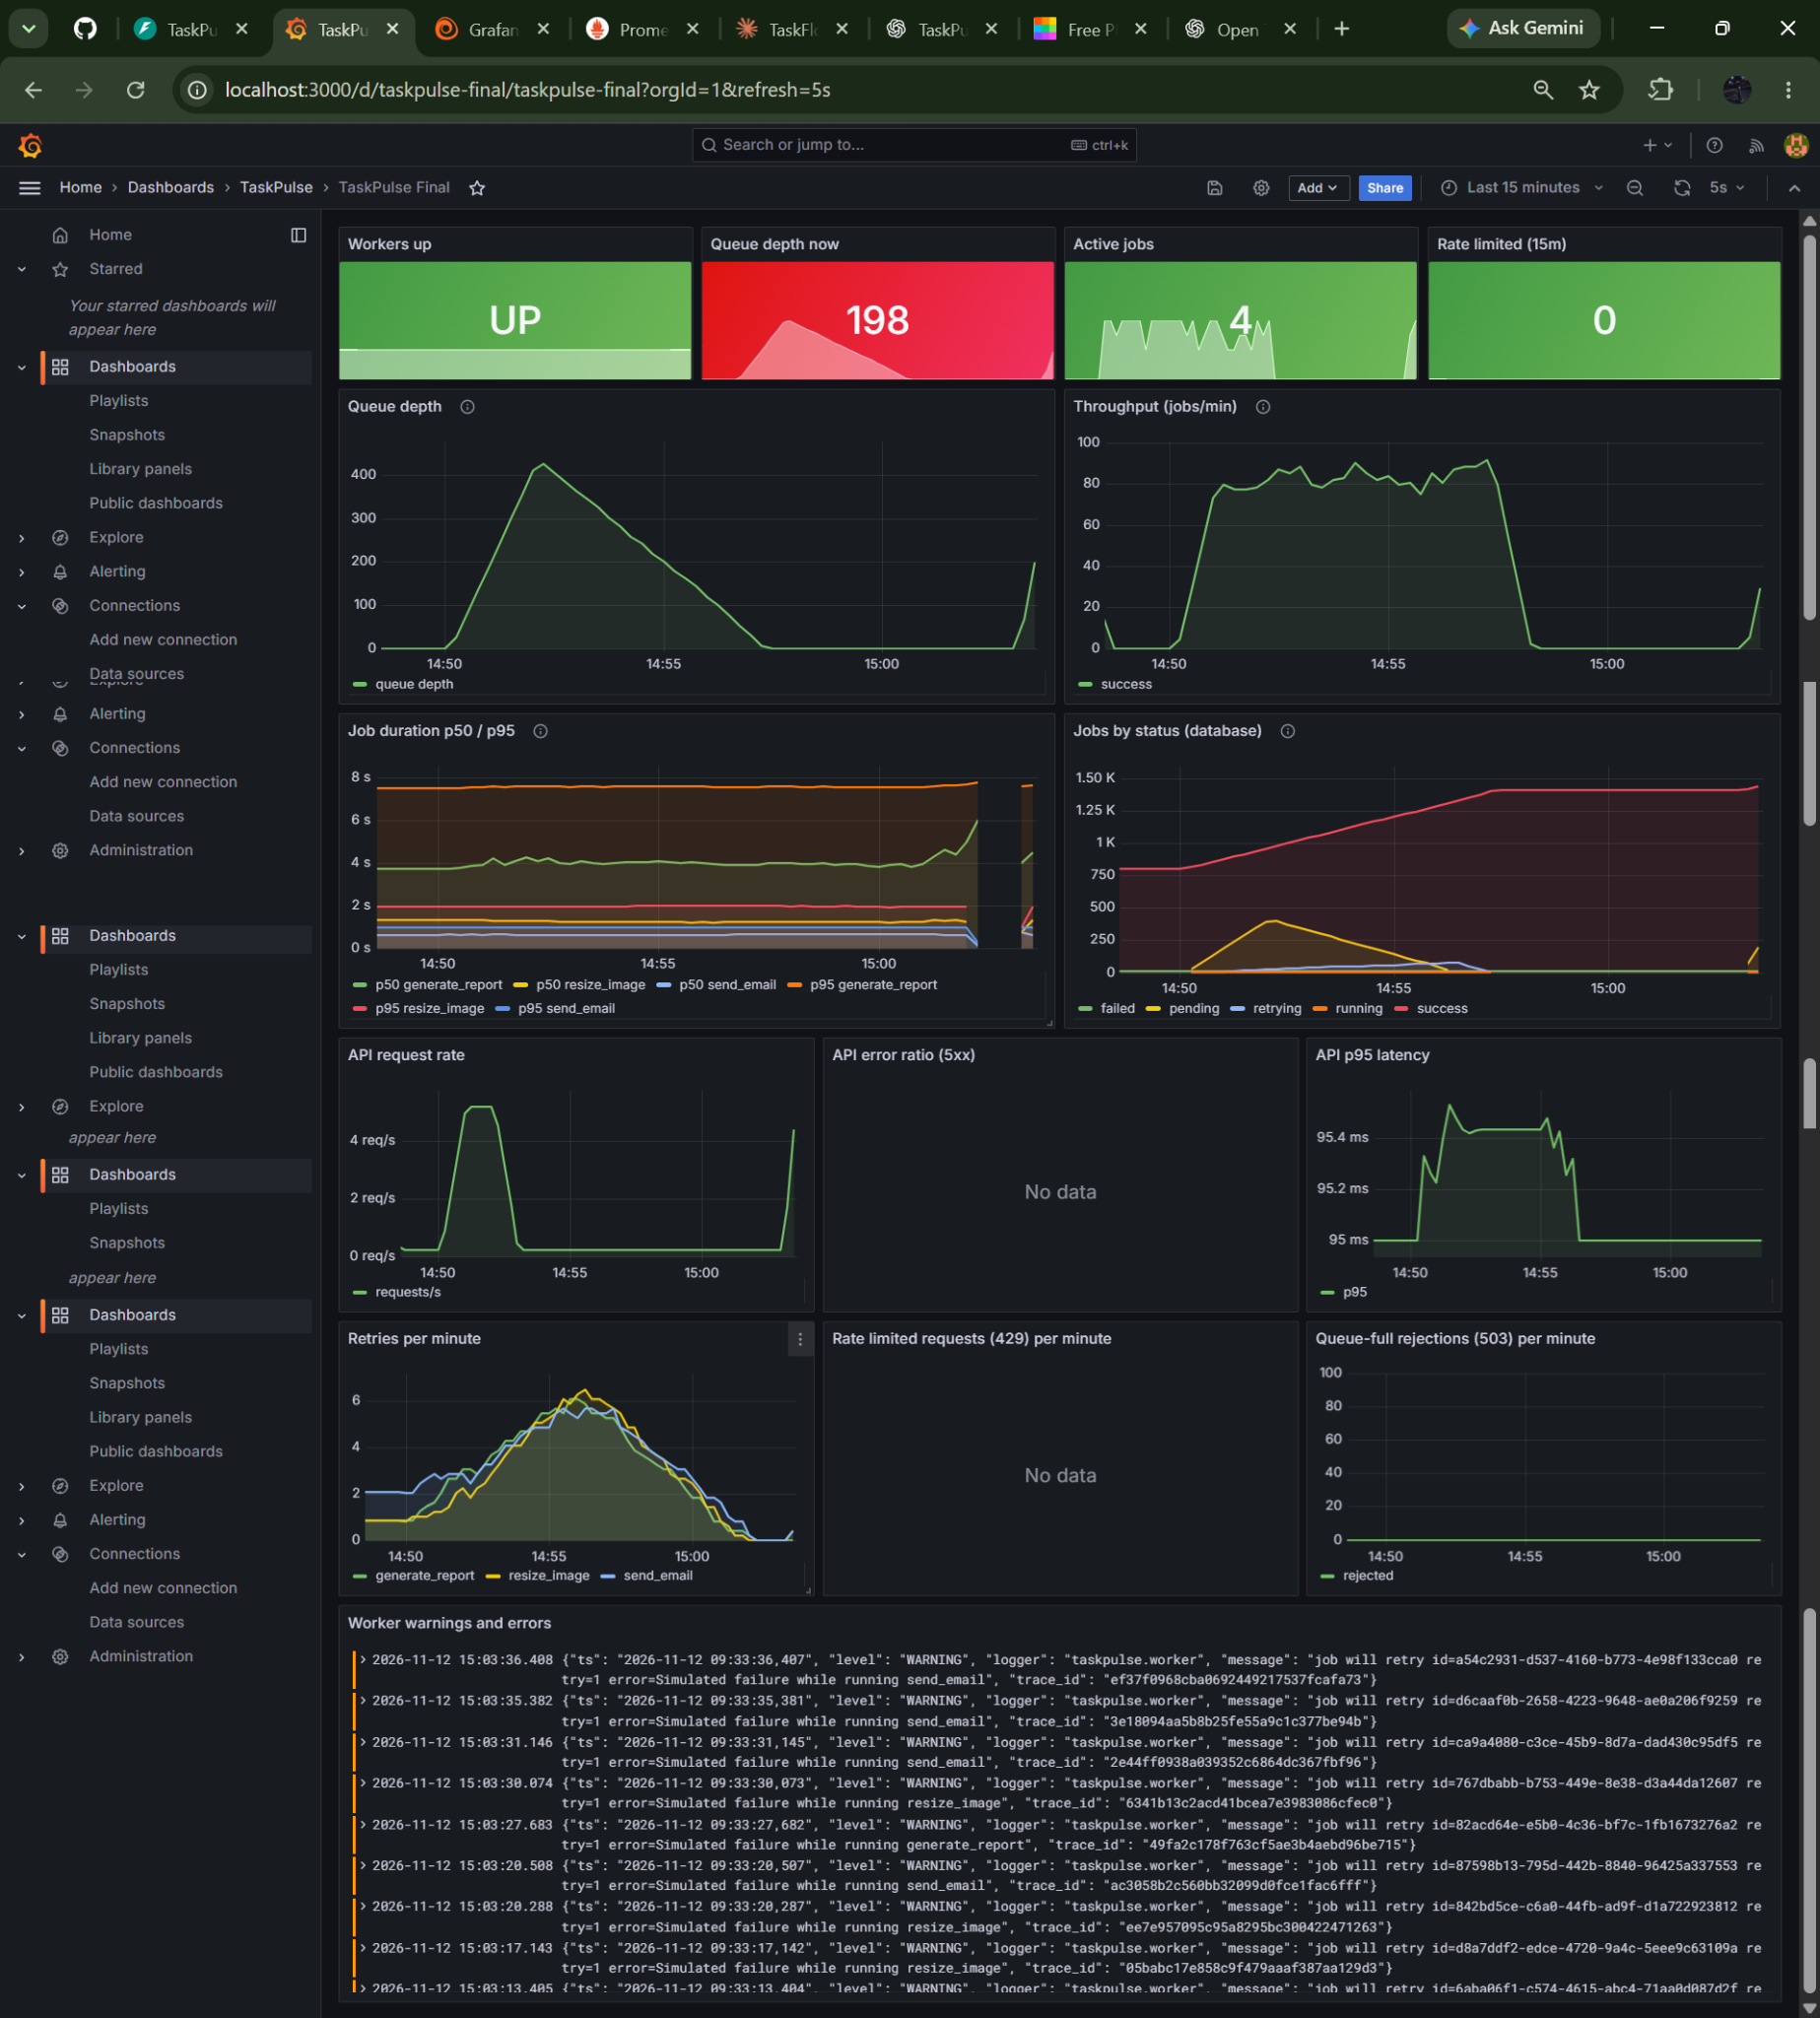 TaskPu
TaskPu
Grafan
Prome
TaskFl
TaskPu
Free P
Open
Ask Gemini
localhost:3000/d/taskpulse-final/taskpulse-final?orgId=1&refresh=5s
Search or jump to...
ctrl+k
Home › Dashboards › TaskPulse › TaskPulse Final
Add
Share
Last 15 minutes
5s
Home
Starred
Your starred dashboards will
appear here
Dashboards
Playlists
Snapshots
Library panels
Public dashboards
Explore
Alerting
Connections
Add new connection
Data sources
Explore
Alerting
Connections
Add new connection
Data sources
Administration
Dashboards
Playlists
Snapshots
Library panels
Public dashboards
Explore
appear here
Dashboards
Playlists
Snapshots
appear here
Dashboards
Playlists
Snapshots
Library panels
Public dashboards
Explore
Alerting
Connections
Add new connection
Data sources
Administration
Workers up
UP
Queue depth now
198
Active jobs
4
Rate limited (15m)
0
Queue depth
400
300
200
100
0
14:50 14:55 15:00
queue depth
Throughput (jobs/min)
100
80
60
40
20
0
14:50 14:55 15:00
success
Job duration p50 / p95
8 s
6 s
4 s
2 s
0 s
14:50 14:55 15:00
p50 generate_report p50 resize_image p50 send_email p95 generate_report
p95 resize_image p95 send_email
Jobs by status (database)
1.50 K
1.25 K
1 K
750
500
250
0
14:50 14:55 15:00
failed pending retrying running success
API request rate
4 req/s
2 req/s
0 req/s
14:50 14:55 15:00
requests/s
API error ratio (5xx)
No data
API p95 latency
95.4 ms
95.2 ms
95 ms
14:50 14:55 15:00
p95
Retries per minute
6
4
2
0
14:50 14:55 15:00
generate_report resize_image send_email
Rate limited requests (429) per minute
No data
Queue-full rejections (503) per minute
100
80
60
40
20
0
14:50 14:55 15:00
rejected
Worker warnings and errors
2026-11-12 15:03:36.408 {"ts": "2026-11-12 09:33:36,407", "level": "WARNING", "logger": "taskpulse.worker", "message": "job will retry id=a54c2931-d537-4160-b773-4e98f133cca0 re
try=1 error=Simulated failure while running send_email", "trace_id": "ef37f0968cba0692449217537fcafa73"}
2026-11-12 15:03:35.382 {"ts": "2026-11-12 09:33:35,381", "level": "WARNING", "logger": "taskpulse.worker", "message": "job will retry id=d6caaf0b-2658-4223-9648-ae0a206f9259 re
try=1 error=Simulated failure while running send_email", "trace_id": "3e18094aa5b8b25fe55a9c1c377be94b"}
2026-11-12 15:03:31.146 {"ts": "2026-11-12 09:33:31,145", "level": "WARNING", "logger": "taskpulse.worker", "message": "job will retry id=ca9a4080-c3ce-45b9-8d7a-dad430c95df5 re
try=1 error=Simulated failure while running send_email", "trace_id": "2e44ff0938a039352c6864dc367fbf96"}
2026-11-12 15:03:30.074 {"ts": "2026-11-12 09:33:30,073", "level": "WARNING", "logger": "taskpulse.worker", "message": "job will retry id=767dbabb-b753-449e-8e38-d3a44da12607 re
try=1 error=Simulated failure while running resize_image", "trace_id": "6341b13c2acd41bcea7e3983086cfec0"}
2026-11-12 15:03:27.683 {"ts": "2026-11-12 09:33:27,682", "level": "WARNING", "logger": "taskpulse.worker", "message": "job will retry id=82acd64e-e5b0-4c36-bf7c-1fb1673276a2 re
try=1 error=Simulated failure while running generate_report", "trace_id": "49fa2c178f763cf5ae3b4aebd96be715"}
2026-11-12 15:03:20.508 {"ts": "2026-11-12 09:33:20,507", "level": "WARNING", "logger": "taskpulse.worker", "message": "job will retry id=87598b13-795d-442b-8840-96425a337553 re
try=1 error=Simulated failure while running send_email", "trace_id": "ac3058b2c560bb32099d0fce1fac6fff"}
2026-11-12 15:03:20.288 {"ts": "2026-11-12 09:33:20,287", "level": "WARNING", "logger": "taskpulse.worker", "message": "job will retry id=842bd5ce-c6a0-44fb-ad9f-d1a722923812 re
try=1 error=Simulated failure while running resize_image", "trace_id": "ee7e957095c95a8295bc300422471263"}
2026-11-12 15:03:17.143 {"ts": "2026-11-12 09:33:17,142", "level": "WARNING", "logger": "taskpulse.worker", "message": "job will retry id=d8a7ddf2-edce-4720-9a4c-5eee9c63109a re
try=1 error=Simulated failure while running resize_image", "trace_id": "05babc17e858c9f479aaaf387aa129d3"}
2026-11-12 15:03:13.405 {"ts": "2026-11-12 09:33:13,404", "level": "WARNING", "logger": "taskpulse.worker", "message": "job will retry id=6aba06f1-c574-4615-abc4-71aa0d087d2f re